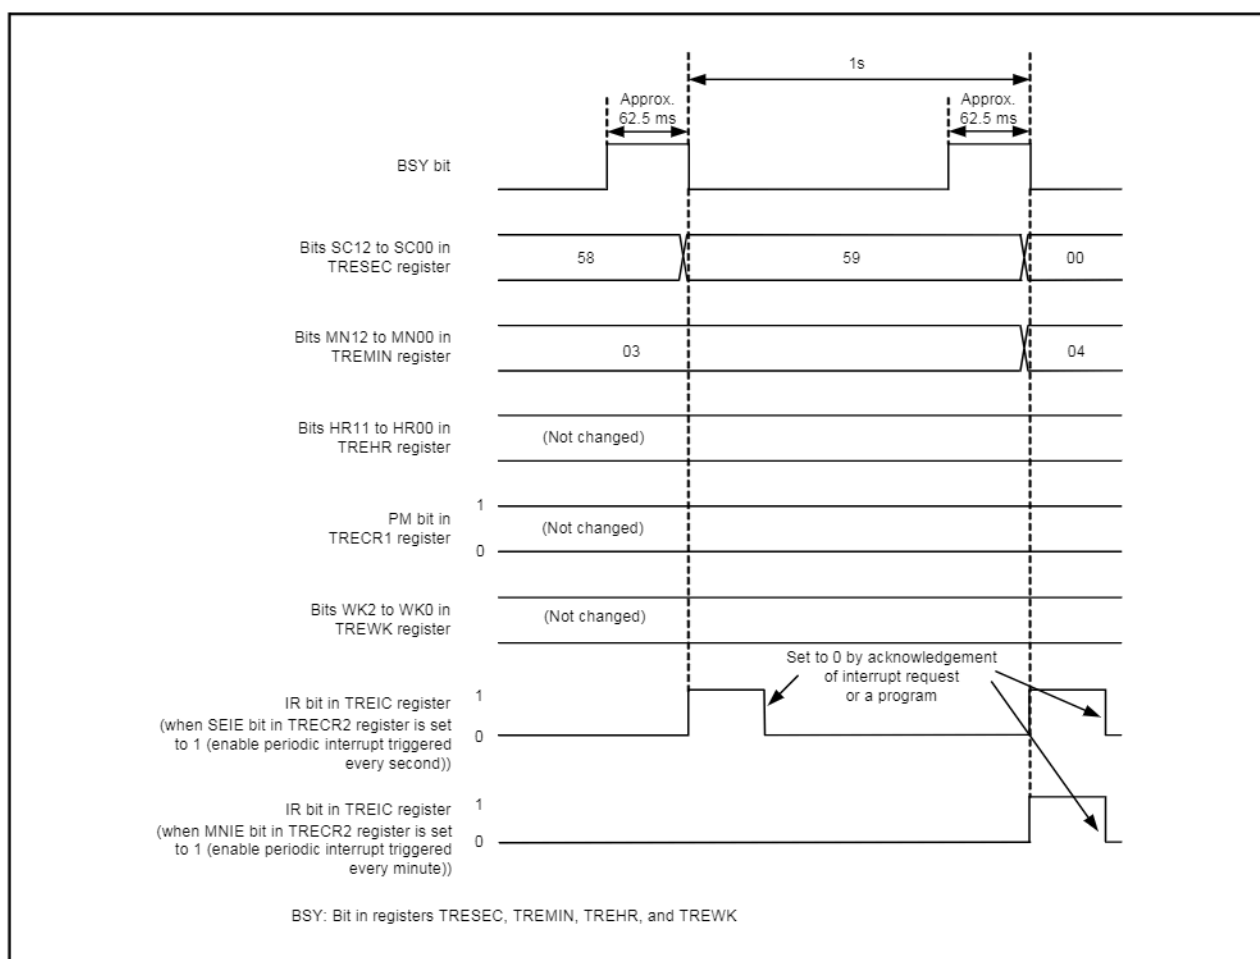 1s
Approx.
62.5 ms
Approx.
62.5 ms
BSY bit
Bits SC12 to SC00 in
TRESEC register
58
59
00
Bits MN12 to MN00 in
TREMIN register
03
04
Bits HR11 to HR00 in
TREHR register
(Not changed)
PM bit in
TRECR1 register
1
0
(Not changed)
Bits WK2 to WK0 in
TREWK register
(Not changed)
Set to 0 by acknowledgement
of interrupt request
or a program
IR bit in TREIC register
(when SEIE bit in TRECR2 register is set
to 1 (enable periodic interrupt triggered
every second))
1
0
IR bit in TREIC register
(when MNIE bit in TRECR2 register is set
to 1 (enable periodic interrupt triggered
every minute))
1
0
BSY: Bit in registers TRESEC, TREMIN, TREHR, and TREWK